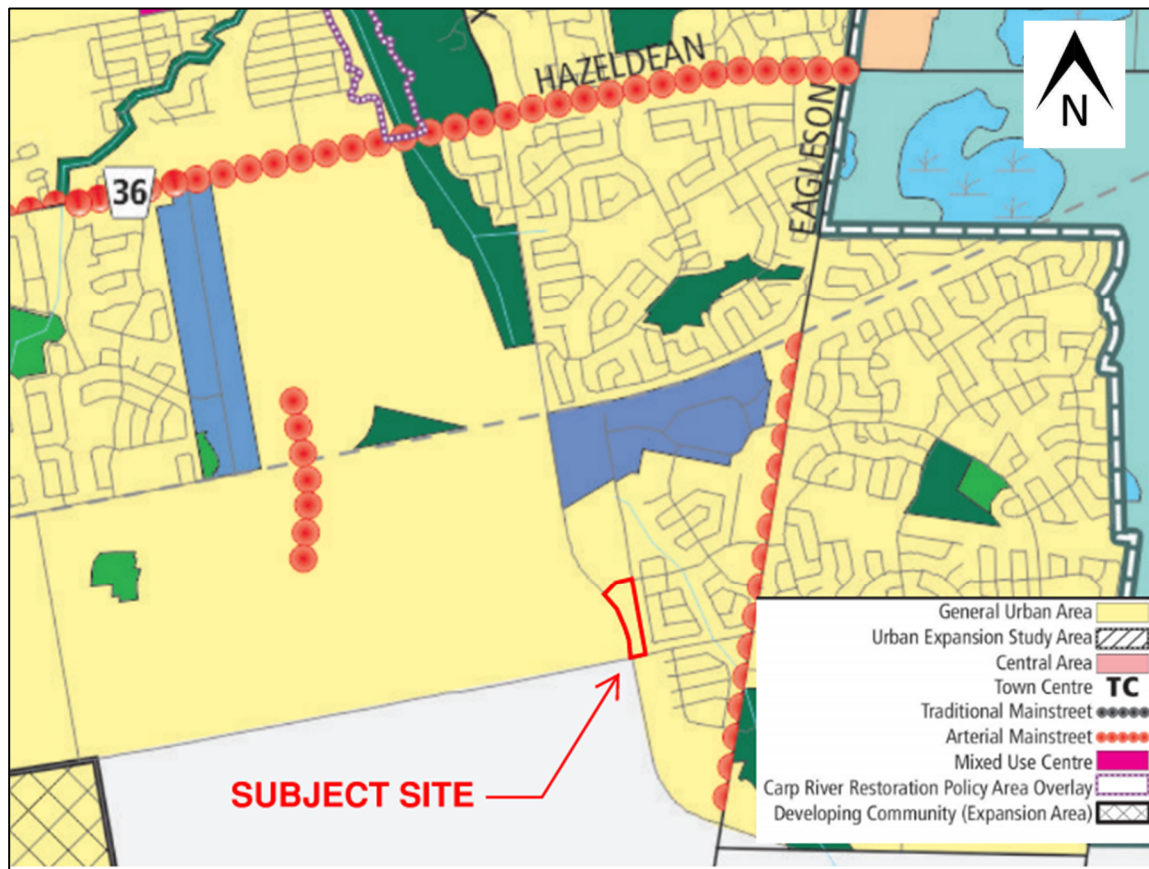 HAZELDEAN
N
EAGLESON
36
SUBJECT SITE
General Urban Area
Urban Expansion Study Area
Central Area
Town Centre TC
Traditional Mainstreet
Arterial Mainstreet
Mixed Use Centre
Carp River Restoration Policy Area Overlay
Developing Community (Expansion Area)